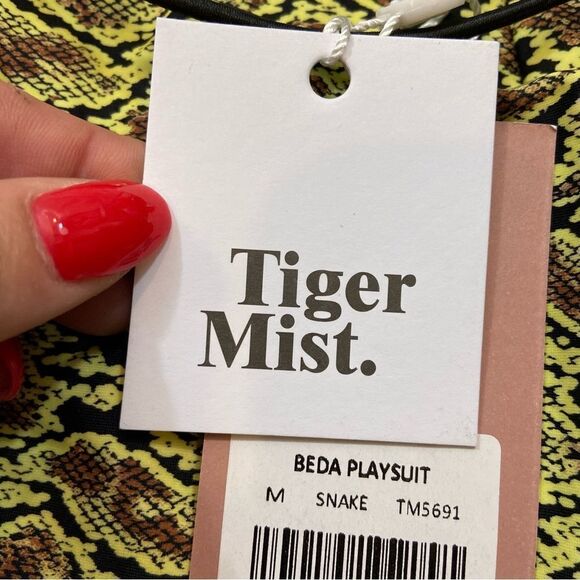 Tiger
Mist.
BEDA PLAYSUIT
M SNAKE TM5691